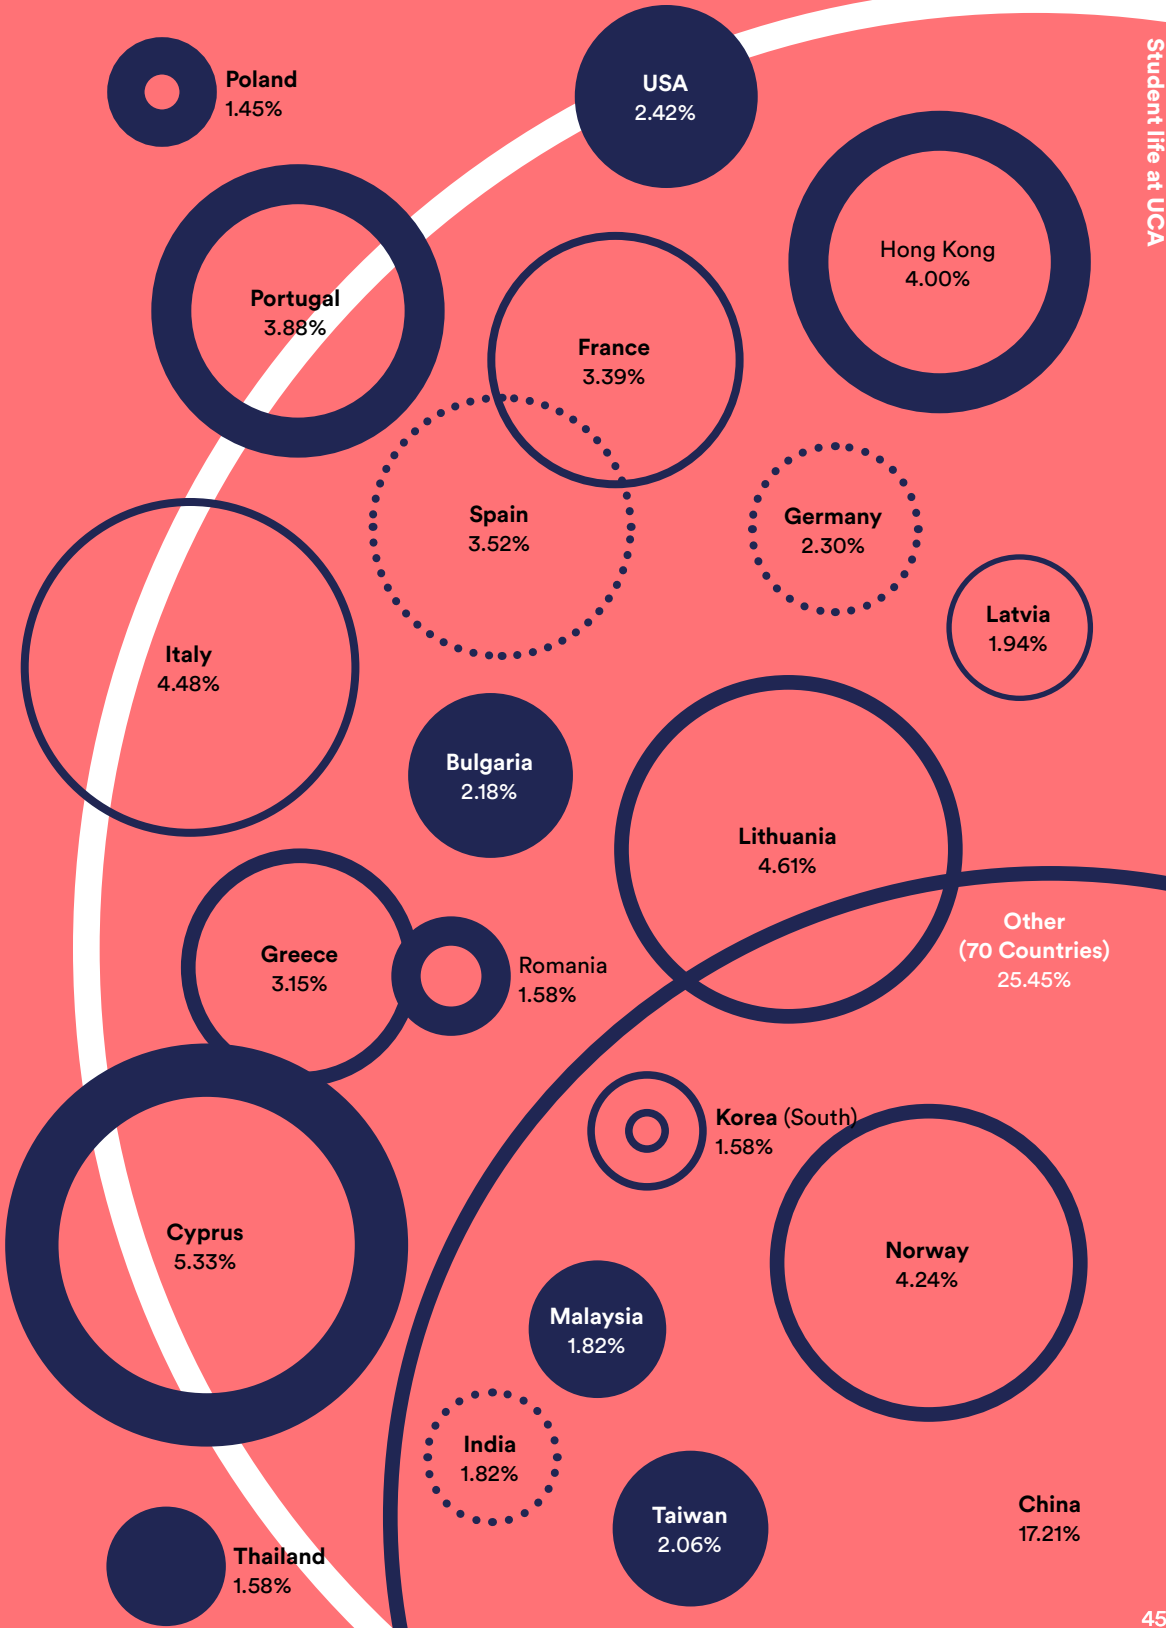 Student life at UCA
Poland
1.45%
USA
2.42%
Hong Kong
4.00%
Portugal
3.88%
France
3.39%
Spain
3.52%
Germany
2.30%
Latvia
1.94%
Italy
4.48%
Bulgaria
2.18%
Lithuania
4.61%
Other
(70 Countries)
25.45%
Greece
3.15%
Romania
1.58%
Korea (South)
1.58%
Cyprus
5.33%
Norway
4.24%
Malaysia
1.82%
India
1.82%
Taiwan
2.06%
China
17.21%
Thailand
1.58%
45